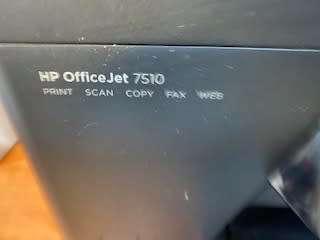 HP OfficeJet 7510
PRINT SCAN COPY FAX WEB